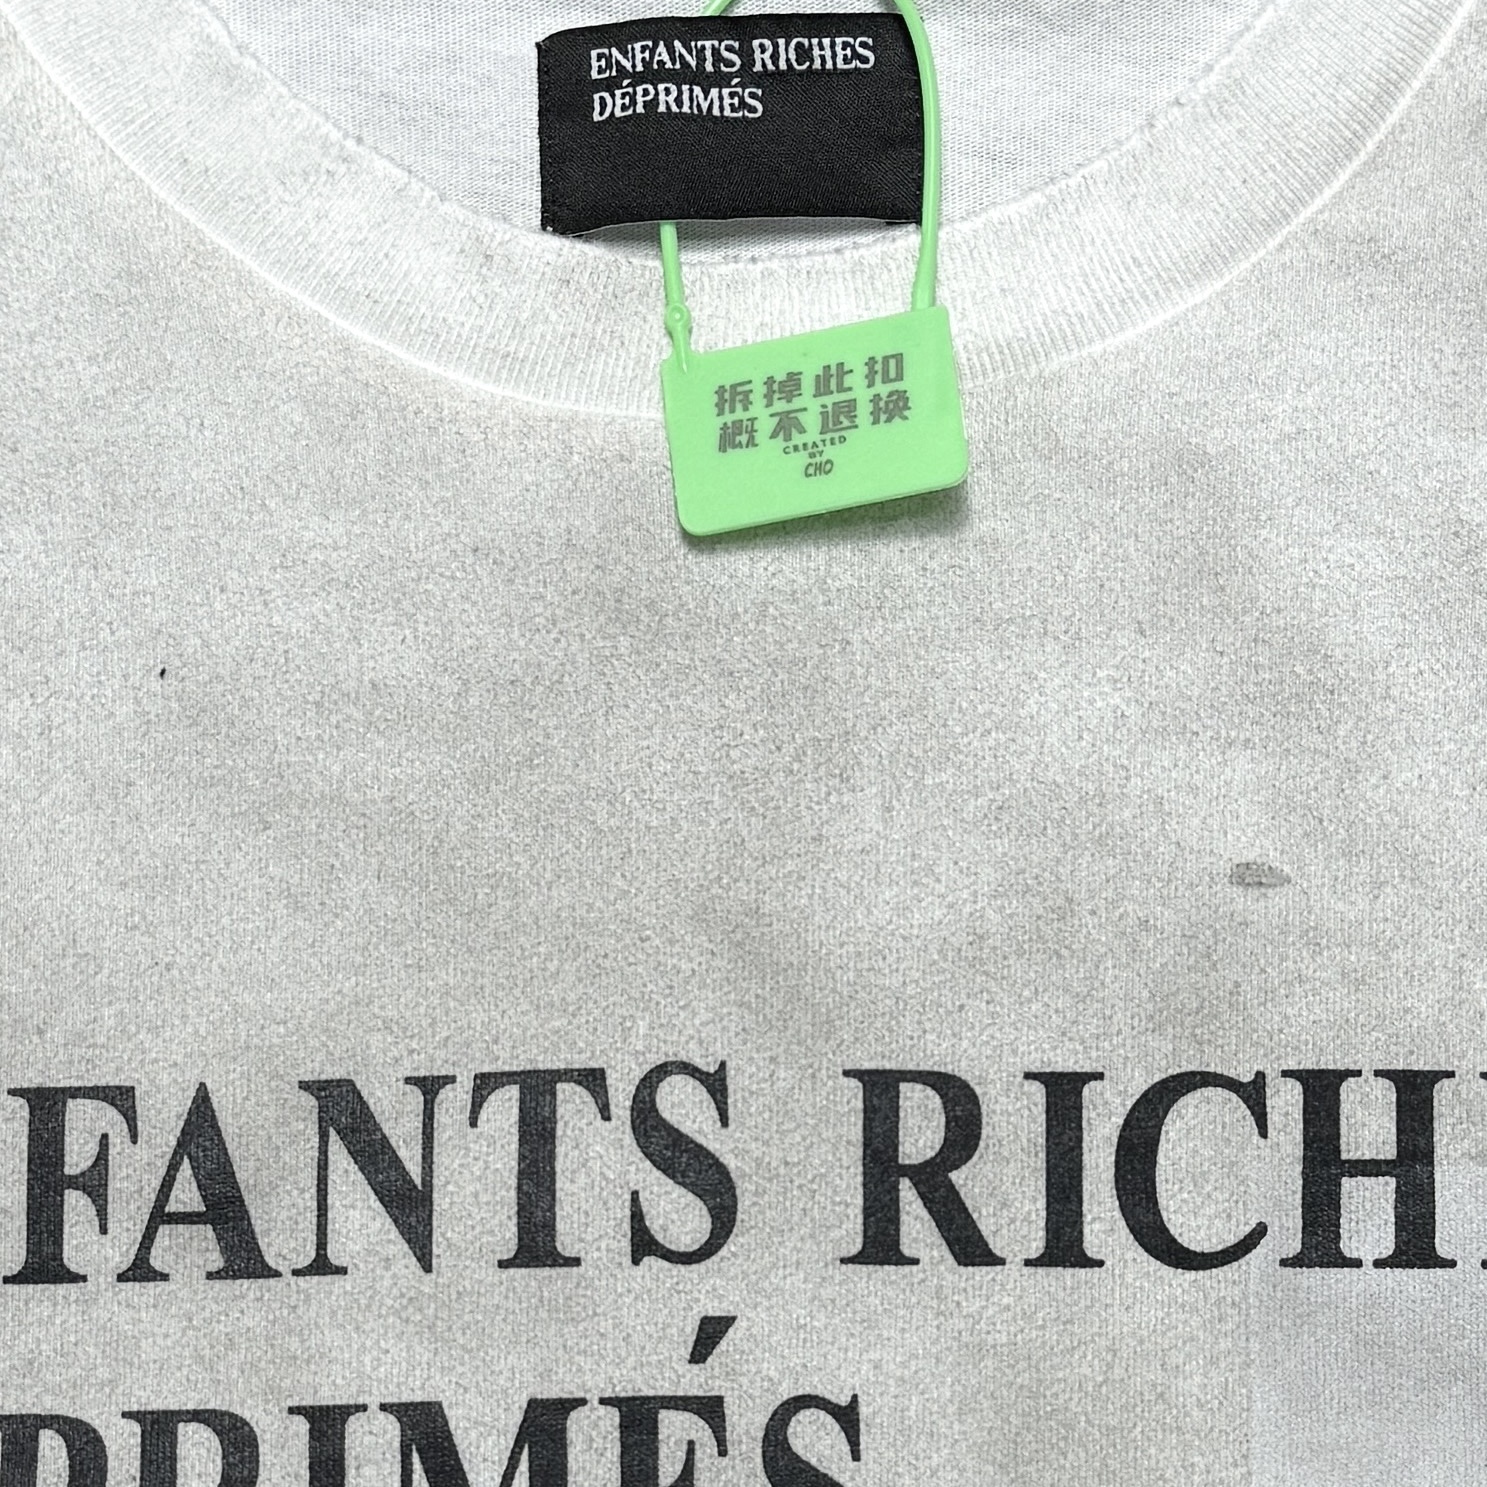 ENFANTS RICHES
DÉPRIMÉS
拆掉此扣
概不退换
CREATED
BY
CHO
FANTS RICH
PRIMÉS